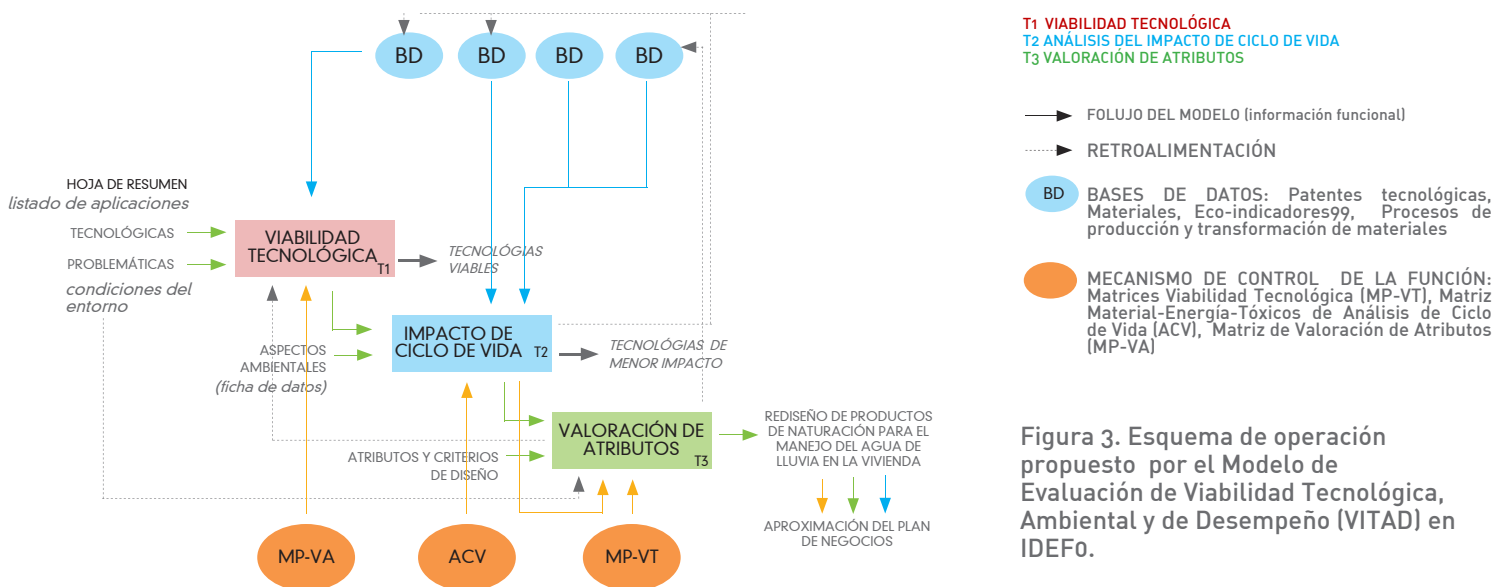 BD
BD
BD
BD
HOJA DE RESUMEN
listado de aplicaciones
TECNOLÓGICAS
PROBLEMÁTICAS
condiciones del
entorno
VIABILIDAD
TECNOLÓGICA
T1
TECNOLÓGIAS
VIABLES
ASPECTOS
AMBIENTALES
(ficha de datos)
IMPACTO DE
CICLO DE VIDA T2
TECNOLÓGIAS DE
MENOR IMPACTO
ATRIBUTOS Y CRITERIOS
DE DISEÑO
VALORACIÓN DE
ATRIBUTOS
T3
REDISEÑO DE PRODUCTOS
DE NATURACIÓN PARA EL
MANEJO DEL AGUA DE
LLUVIA EN LA VIVIENDA
APROXIMACIÓN DEL PLAN
DE NEGOCIOS
MP-VA
ACV
MP-VT
T1 VIABILIDAD TECNOLÓGICA
T2 ANÁLISIS DEL IMPACTO DE CICLO DE VIDA
T3 VALORACIÓN DE ATRIBUTOS
FOLUJO DEL MODELO (información funcional)
RETROALIMENTACIÓN
BD
BASES DE DATOS: Patentes tecnológicas,
Materiales, Eco-indicadores99, Procesos de
producción y transformación de materiales
MECANISMO DE CONTROL DE LA FUNCIÓN:
Matrices Viabilidad Tecnológica (MP-VT), Matriz
Material-Energía-Tóxicos de Análisis de Ciclo
de Vida (ACV), Matriz de Valoración de Atributos
(MP-VA)
Figura 3. Esquema de operación
propuesto por el Modelo de
Evaluación de Viabilidad Tecnológica,
Ambiental y de Desempeño (VITAD) en
IDEF0.